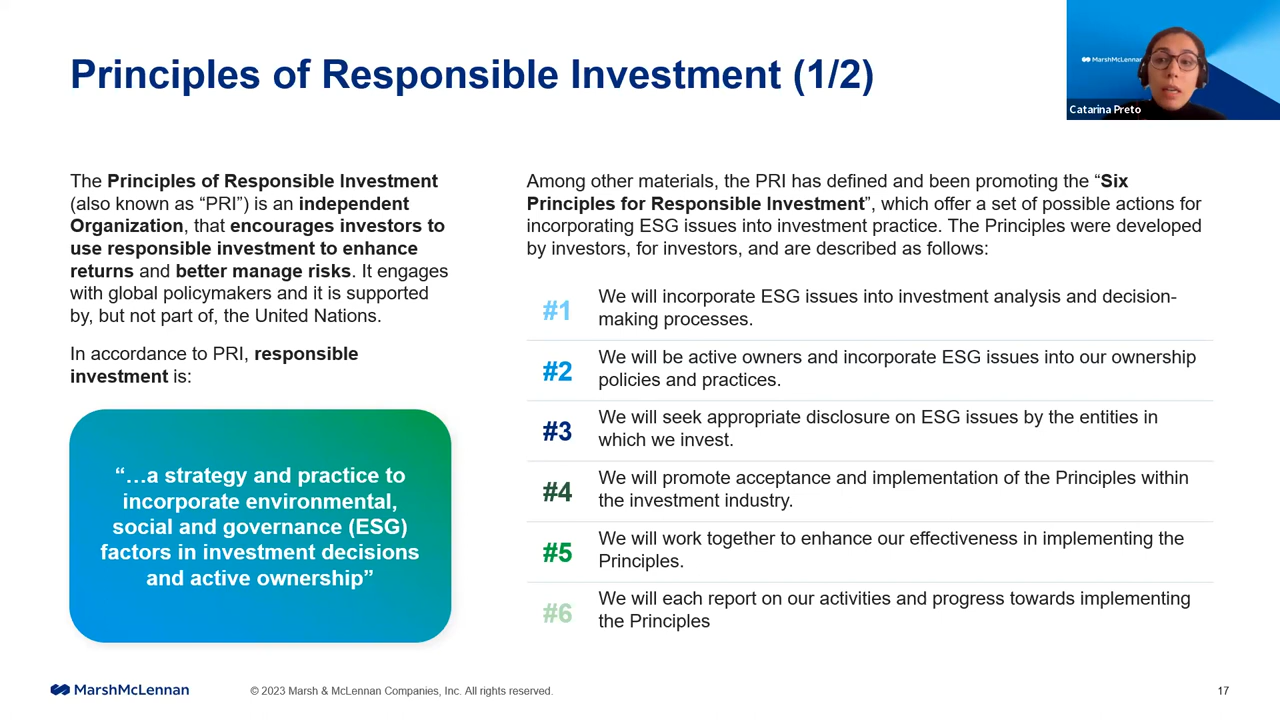 Principles of Responsible Investment (1/2)
MarshMcLennan
Catarina Preto
The Principles of Responsible Investment
(also known as “PRI”) is an independent
Organization, that encourages investors to
use responsible investment to enhance
returns and better manage risks. It engages
with global policymakers and it is supported
by, but not part of, the United Nations.
In accordance to PRI, responsible
investment is:
“…a strategy and practice to
incorporate environmental,
social and governance (ESG)
factors in investment decisions
and active ownership”
Among other materials, the PRI has defined and been promoting the “Six
Principles for Responsible Investment”, which offer a set of possible actions for
incorporating ESG issues into investment practice. The Principles were developed
by investors, for investors, and are described as follows:
#1
We will incorporate ESG issues into investment analysis and decision-
making processes.
#2
We will be active owners and incorporate ESG issues into our ownership
policies and practices.
#3
We will seek appropriate disclosure on ESG issues by the entities in
which we invest.
#4
We will promote acceptance and implementation of the Principles within
the investment industry.
#5
We will work together to enhance our effectiveness in implementing the
Principles.
#6
We will each report on our activities and progress towards implementing
the Principles
MarshMcLennan
© 2023 Marsh & McLennan Companies, Inc. All rights reserved.
17